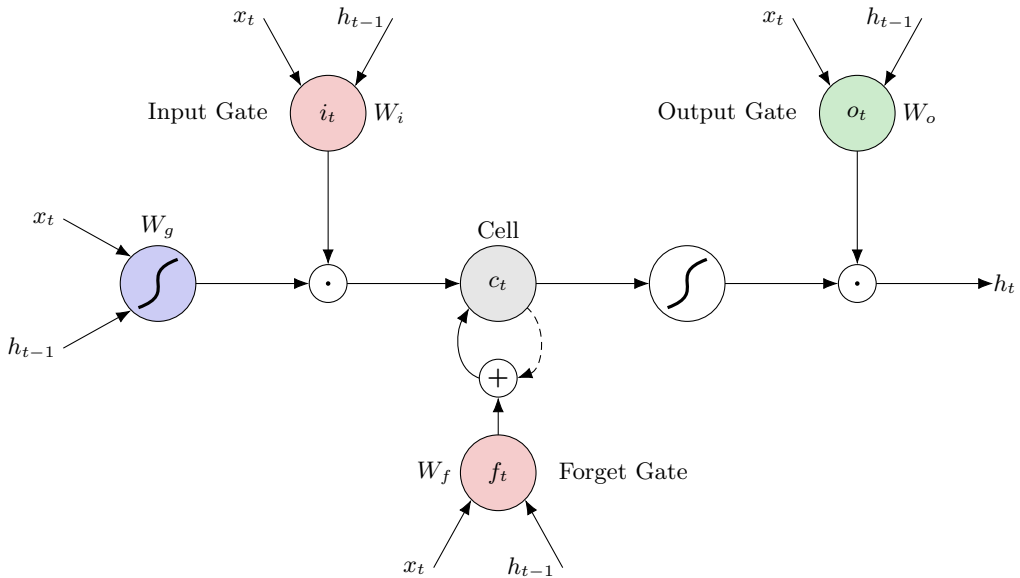 x_t h_{t−1} x_t h_{t−1}
Input Gate i_t W_i Output Gate o_t W_o
x_t W_g Cell
· c_t · h_t
h_{t−1}
+
W_f f_t Forget Gate
x_t h_{t−1}